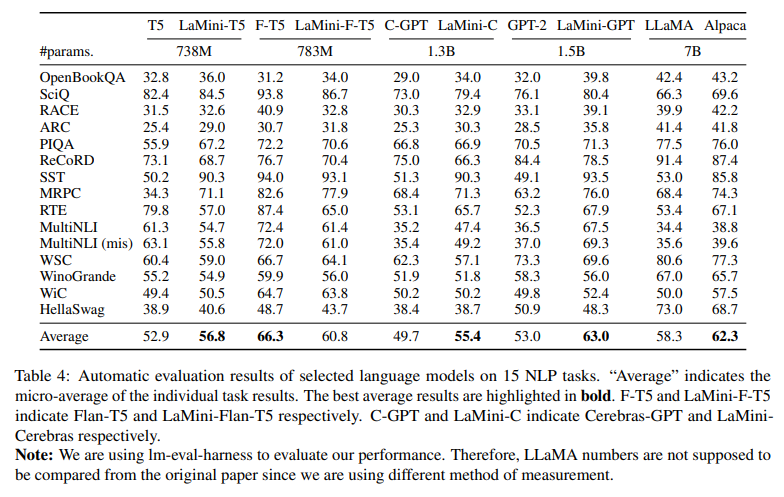 T5 LaMini-T5 F-T5 LaMini-F-T5 C-GPT LaMini-C GPT-2 LaMini-GPT LLaMA Alpaca
#params. 738M 783M 1.3B 1.5B 7B
OpenBookQA 32.8 36.0 31.2 34.0 29.0 34.0 32.0 39.8 42.4 43.2
SciQ 82.4 84.5 93.8 86.7 73.0 79.4 76.1 80.4 66.3 69.6
RACE 31.5 32.6 40.9 32.8 30.3 32.9 33.1 39.1 39.9 42.2
ARC 25.4 29.0 30.7 31.8 25.3 30.3 28.5 35.8 41.4 41.8
PIQA 55.9 67.2 72.2 70.6 66.8 66.9 70.5 71.3 77.5 76.0
ReCoRD 73.1 68.7 76.7 70.4 75.0 66.3 84.4 78.5 91.4 87.4
SST 50.2 90.3 94.0 93.1 51.3 90.3 49.1 93.5 53.0 85.8
MRPC 34.3 71.1 82.6 77.9 68.4 71.3 63.2 76.0 68.4 74.3
RTE 79.8 57.0 87.4 65.0 53.1 65.7 52.3 67.9 53.4 67.1
MultiNLI 61.3 54.7 72.4 61.4 35.2 47.4 36.5 67.5 34.4 38.8
MultiNLI (mis) 63.1 55.8 72.0 61.0 35.4 49.2 37.0 69.3 35.6 39.6
WSC 60.4 59.0 66.7 64.1 62.3 57.1 73.3 69.6 80.6 77.3
WinoGrande 55.2 54.9 59.9 56.0 51.9 51.8 58.3 56.0 67.0 65.7
WiC 49.4 50.5 64.7 63.8 50.2 50.2 49.8 52.4 50.0 57.5
HellaSwag 38.9 40.6 48.7 43.7 38.4 38.7 50.9 48.3 73.0 68.7
Average 52.9 56.8 66.3 60.8 49.7 55.4 53.0 63.0 58.3 62.3
Table 4: Automatic evaluation results of selected language models on 15 NLP tasks. “Average” indicates the
micro-average of the individual task results. The best average results are highlighted in bold. F-T5 and LaMini-F-T5
indicate Flan-T5 and LaMini-Flan-T5 respectively. C-GPT and LaMini-C indicate Cerebras-GPT and LaMini-
Cerebras respectively.
Note: We are using lm-eval-harness to evaluate our performance. Therefore, LLaMA numbers are not supposed to
be compared from the original paper since we are using different method of measurement.